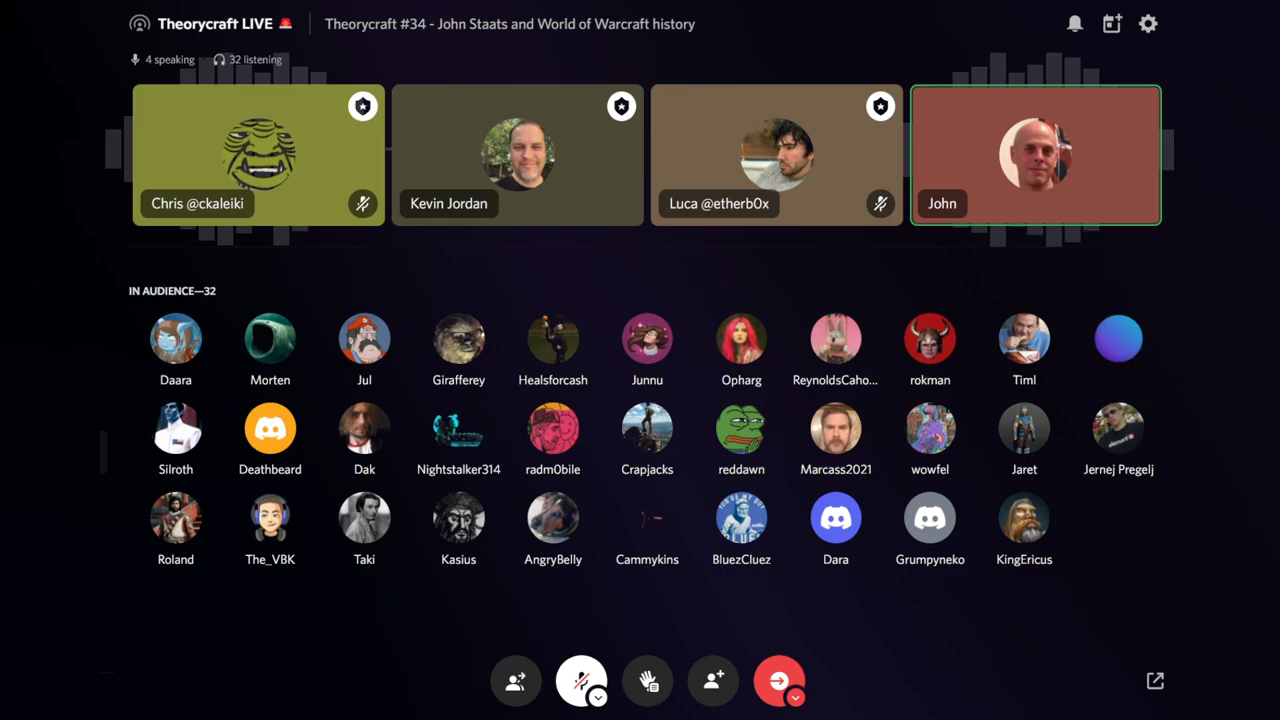 Theorycraft LIVE
Theorycraft #34 - John Staats and World of Warcraft history
4 speaking
32 listening
Chris @ckaleiki
Kevin Jordan
Luca @etherb0x
John
IN AUDIENCE—32
Daara
Morten
Jul
Girafferey
Healsforcash
Junnu
Opharg
ReynoldsCaho...
rokman
Timl
Silroth
Deathbeard
Dak
Nightstalker314
radm0bile
Crapjacks
reddawn
Marcass2021
wowfel
Jaret
Jernej Pregelj
Roland
The_VBK
Taki
Kasius
AngryBelly
Cammykins
BluezCluez
Dara
Grumpyneko
KingEricus